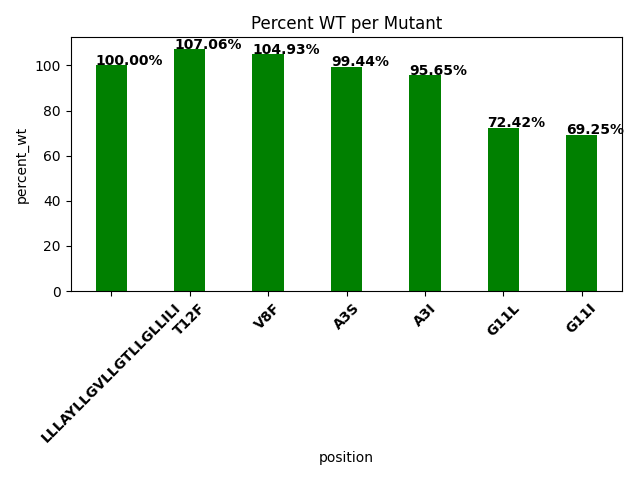 Percent WT per Mutant
100.00%
107.06%
104.93%
99.44%
95.65%
72.42%
69.25%
percent_wt
100
80
60
40
20
0
LLLAYLLGVLLGTLLGLLILI
T12F
V8F
A3S
A3I
G11L
G11I
position